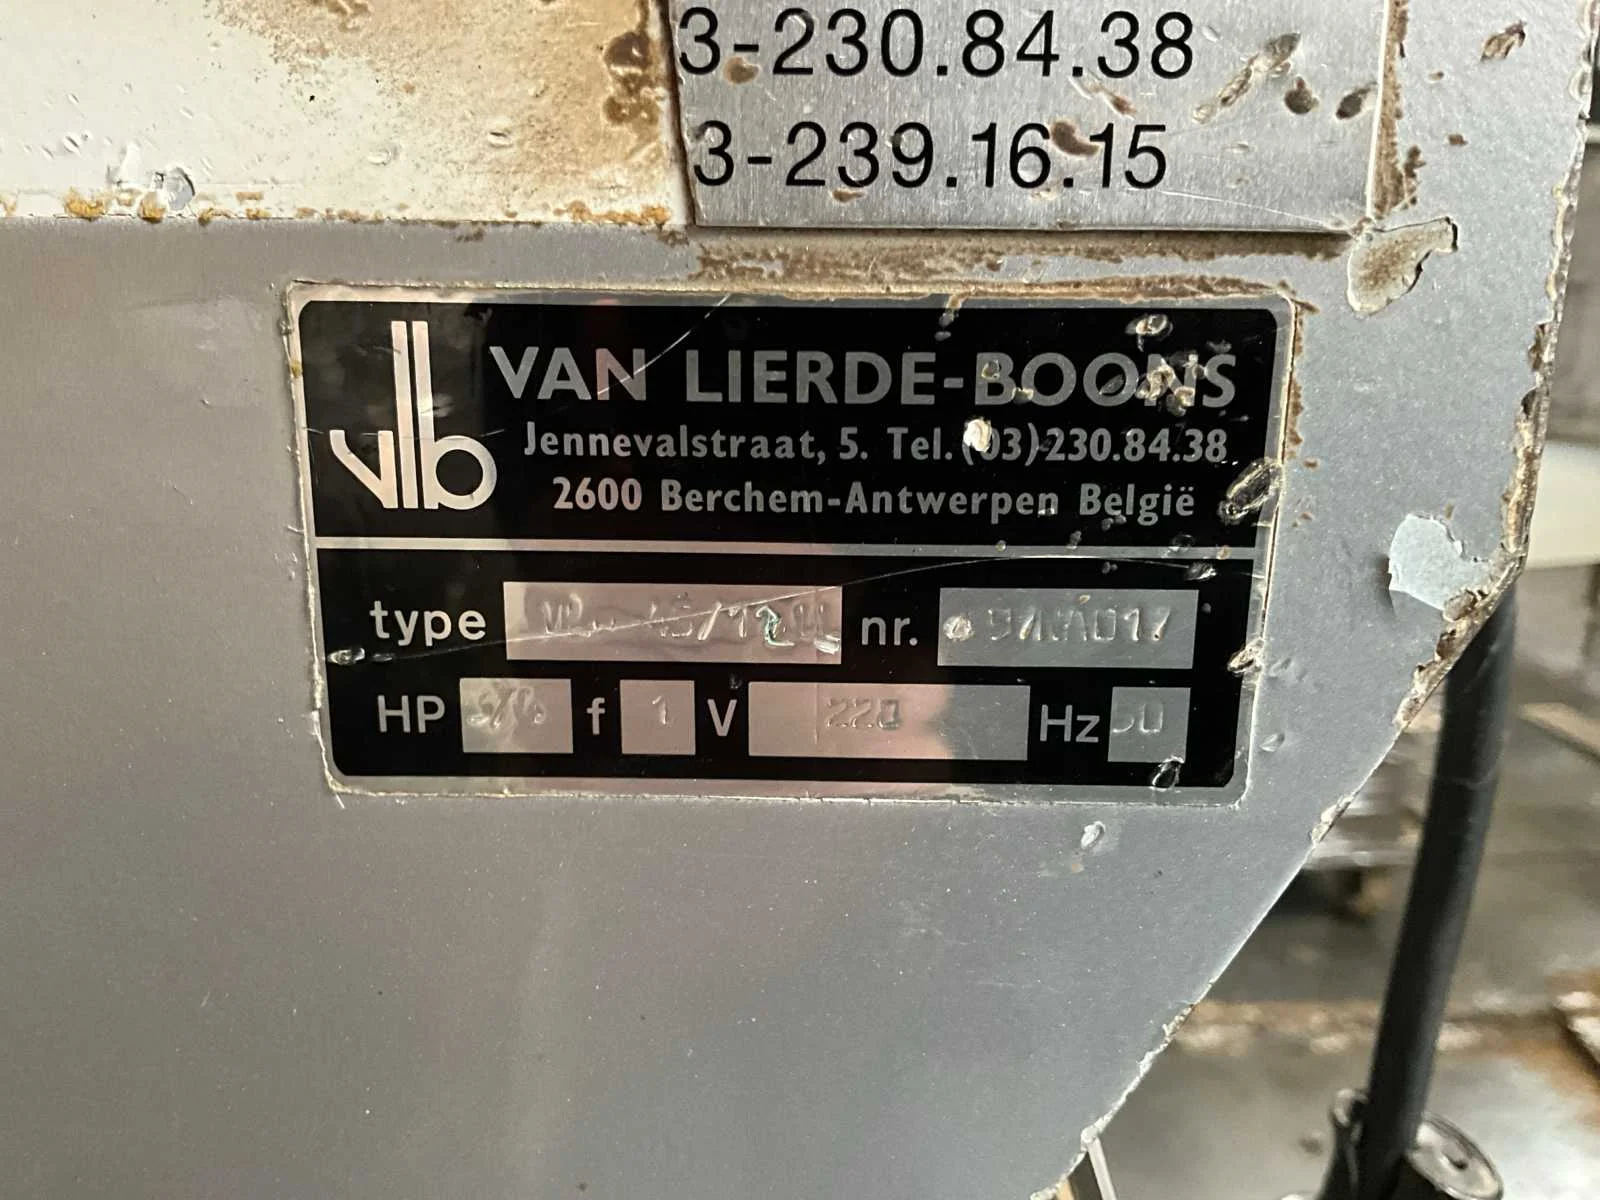 3-230.84.38
3-239.16.15
vlb
VAN LIERDE-BOONS
Jennevalstraat, 5. Tel. (03) 230.84.38
2600 Berchem-Antwerpen België
type nr.
HP f 1 V 220 Hz 50